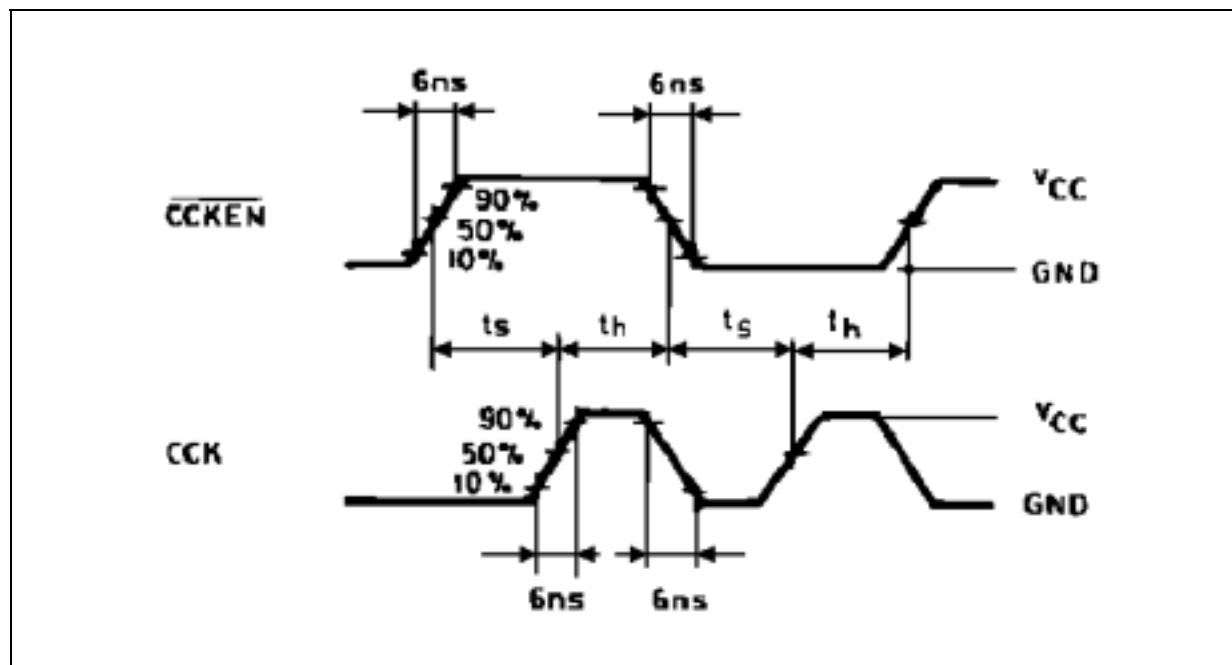 6ns 6ns
CCKEN
90%
50%
10%
VCC
GND
ts th ts th
CCK
90%
50%
10%
VCC
GND
6ns 6ns